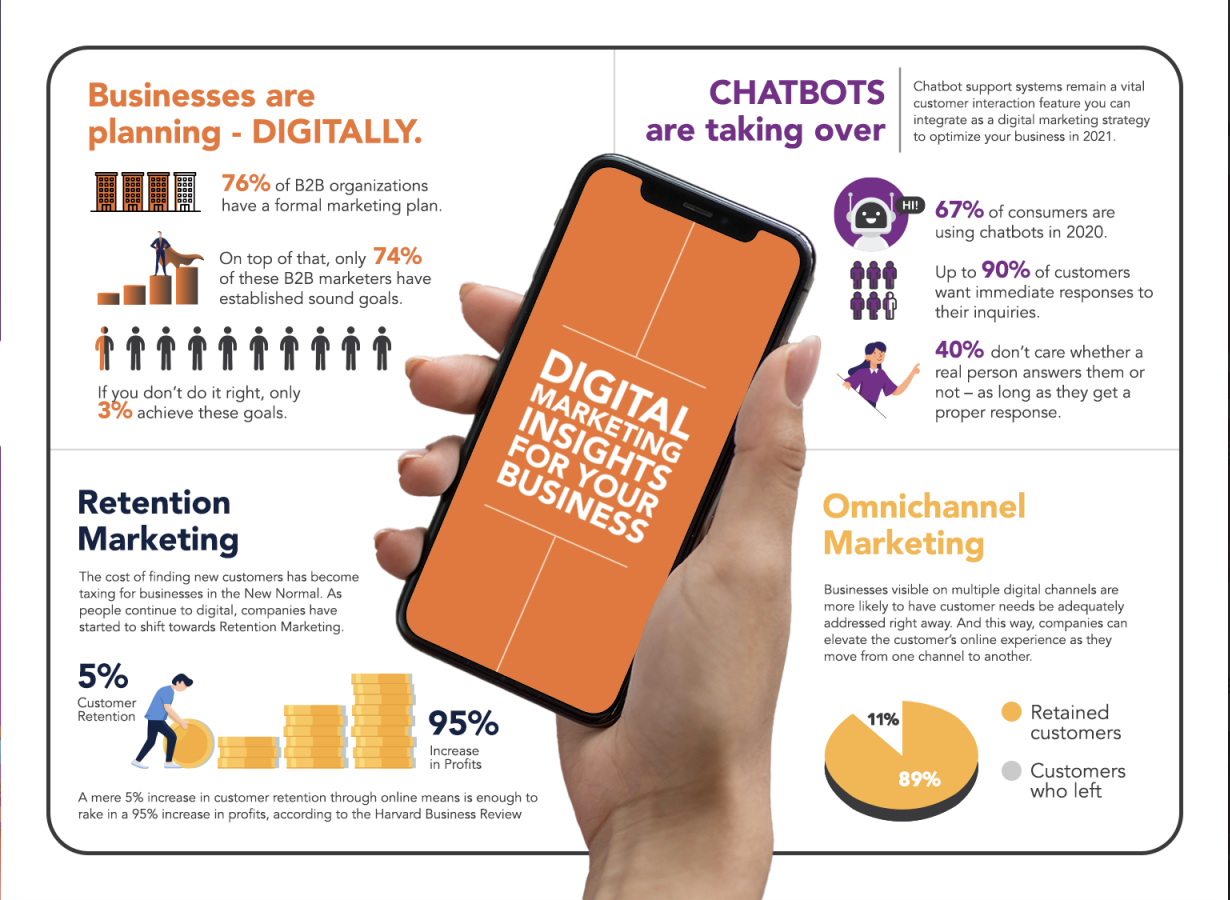 Businesses are
planning - DIGITALLY.
76% of B2B organizations
have a formal marketing plan.
On top of that, only 74%
of these B2B marketers have
established sound goals.
If you don't do it right, only
3% achieve these goals.
CHATBOTS
are taking over
Chatbot support systems remain a vital
customer interaction feature you can
integrate as a digital marketing strategy
to optimize your business in 2021.
HI!
67% of consumers are
using chatbots in 2020.
Up to 90% of customers
want immediate responses to
their inquiries.
40% don't care whether a
real person answers them or
not – as long as they get a
proper response.
DIGITAL
MARKETING
INSIGHTS
FOR YOUR
BUSINESS
Retention
Marketing
The cost of finding new customers has become
taxing for businesses in the New Normal. As
people continue to digital, companies have
started to shift towards Retention Marketing.
5%
Customer
Retention
95%
Increase
in Profits
A mere 5% increase in customer retention through online means is enough to
rake in a 95% increase in profits, according to the Harvard Business Review
Omnichannel
Marketing
Businesses visible on multiple digital channels are
more likely to have customer needs be adequately
addressed right away. And this way, companies can
elevate the customer's online experience as they
move from one channel to another.
11%
89%
Retained
customers
Customers
who left